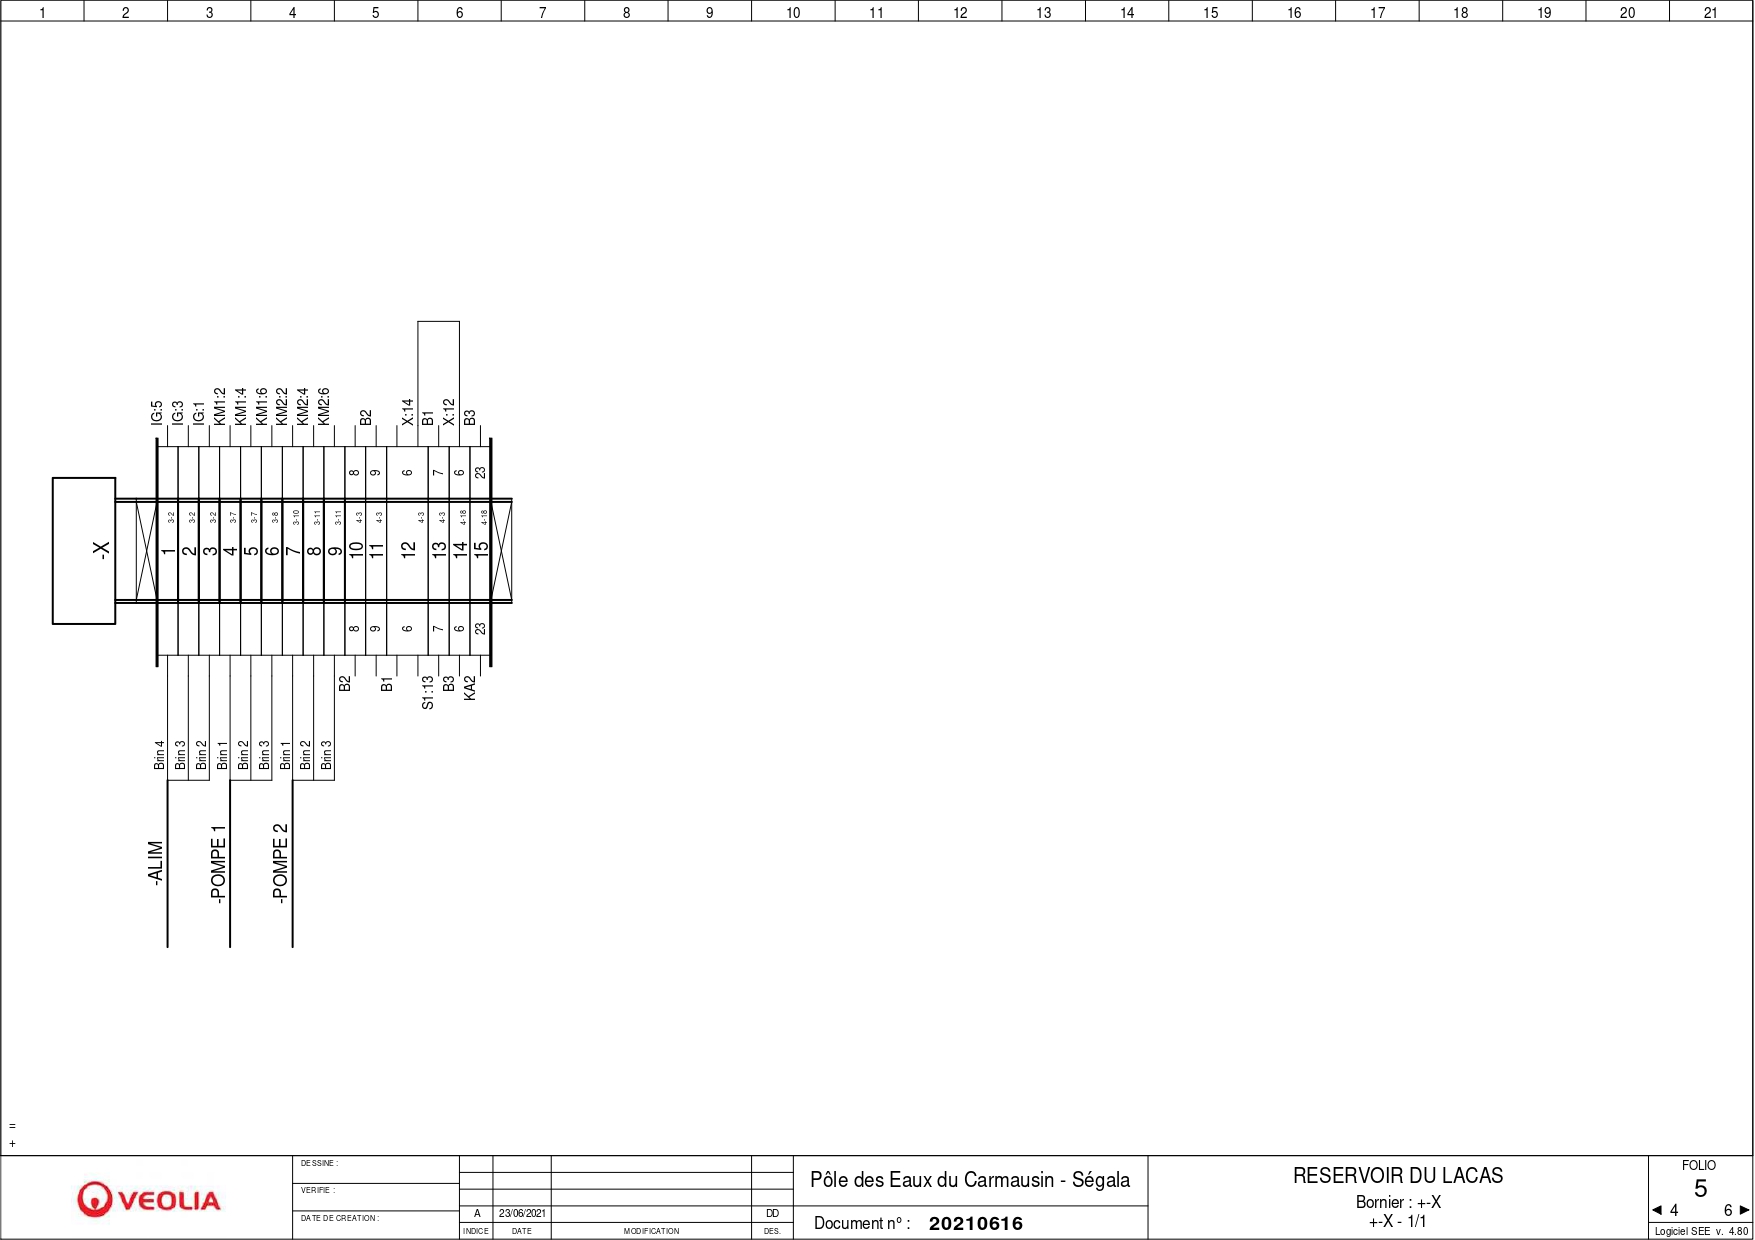 = +
1 2 3 4 5 6 7 8 9 10 11 12 13 14 15 16 17 18 19 20 21
-X
-ALIM
-POMPE 1
-POMPE 2
Brin 4 1 3-2 IG:5
Brin 3 2 3-2 IG:3
Brin 2 3 3-2 IG:1
Brin 1 4 3-7 KM1:2
Brin 2 5 3-7 KM1:4
Brin 3 6 3-8 KM1:6
Brin 1 7 3-10 KM2:2
Brin 2 8 3-11 KM2:4
Brin 3 9 3-11 KM2:6
B2 8 10 4-3 8
9 11 4-3 9 B2
B1 6 12 4-3 6 X:14
S1:13 7 13 4-3 7 B1
B3 6 14 4-18 6 X:12
KA2 23 15 4-18 23 B3
VEOLIA
DESSINE :
VERIFIE :
DATE DE CREATION :
A 23/06/2021 DD
INDICE DATE MODIFICATION DES.
Pôle des Eaux du Carmausin - Ségala
Document n° : 20210616
RESERVOIR DU LACAS
Bornier : +-X
+-X - 1/1
FOLIO
5
◄ 4 6 ►
Logiciel SEE v. 4.80